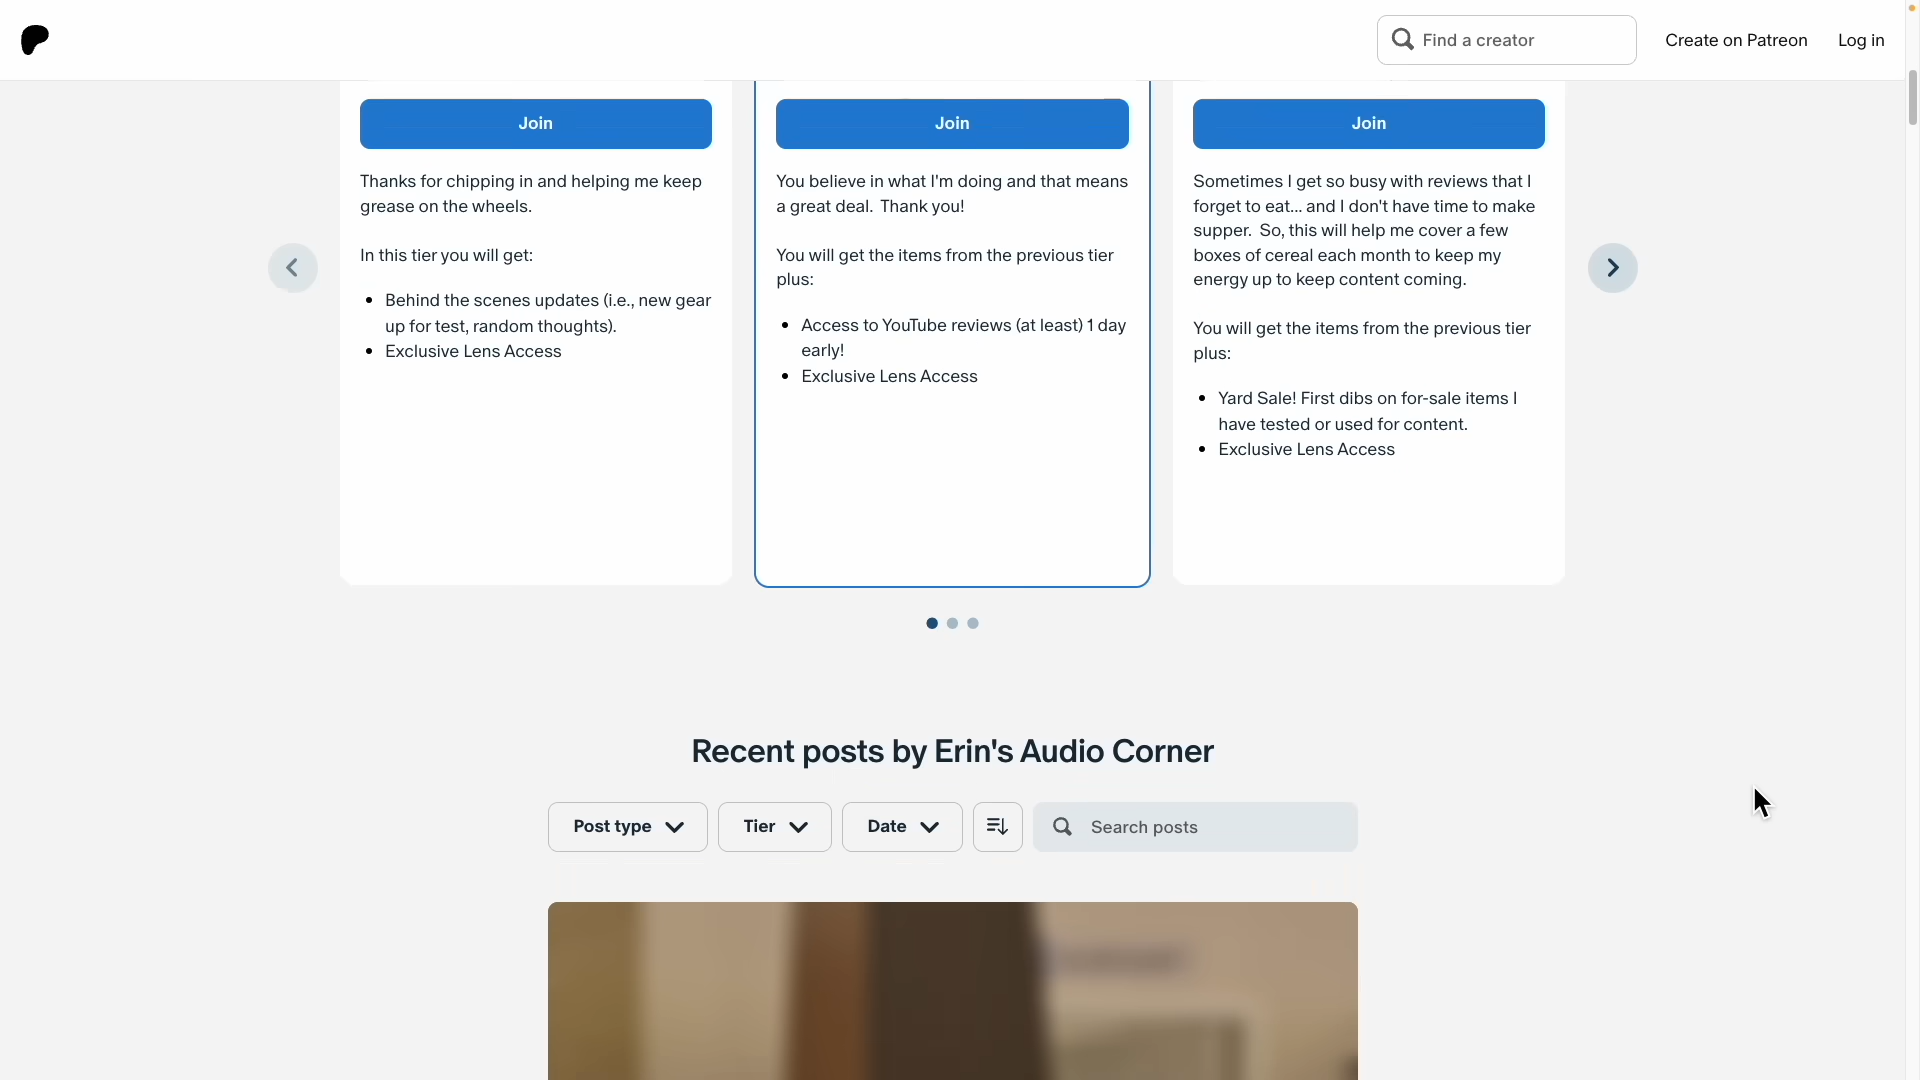 Find a creator
Create on Patreon
Log in
Join
Thanks for chipping in and helping me keep
grease on the wheels.
In this tier you will get:
Behind the scenes updates (i.e., new gear
up for test, random thoughts).
Exclusive Lens Access
Join
You believe in what I'm doing and that means
a great deal.  Thank you!
You will get the items from the previous tier
plus:
Access to YouTube reviews (at least) 1 day
early!
Exclusive Lens Access
Join
Sometimes I get so busy with reviews that I
forget to eat... and I don't have time to make
supper.  So, this will help me cover a few
boxes of cereal each month to keep my
energy up to keep content coming.
You will get the items from the previous tier
plus:
Yard Sale! First dibs on for-sale items I
have tested or used for content.
Exclusive Lens Access
Recent posts by Erin's Audio Corner
Post type
Tier
Date
Search posts